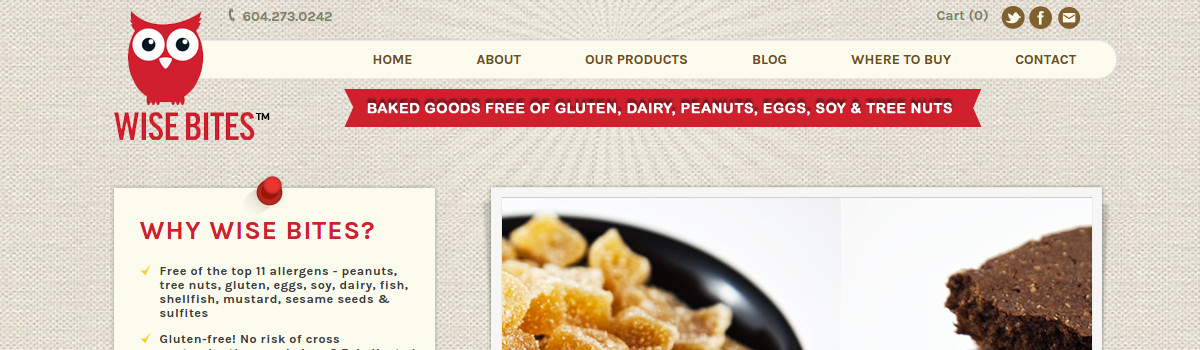 604.273.0242
Cart (0)
HOME ABOUT OUR PRODUCTS BLOG WHERE TO BUY CONTACT
BAKED GOODS FREE OF GLUTEN, DAIRY, PEANUTS, EGGS, SOY & TREE NUTS
WISE BITES™
WHY WISE BITES?
Free of the top 11 allergens - peanuts,
tree nuts, gluten, eggs, soy, dairy, fish,
shellfish, mustard, sesame seeds &
sulfites
Gluten-free! No risk of cross